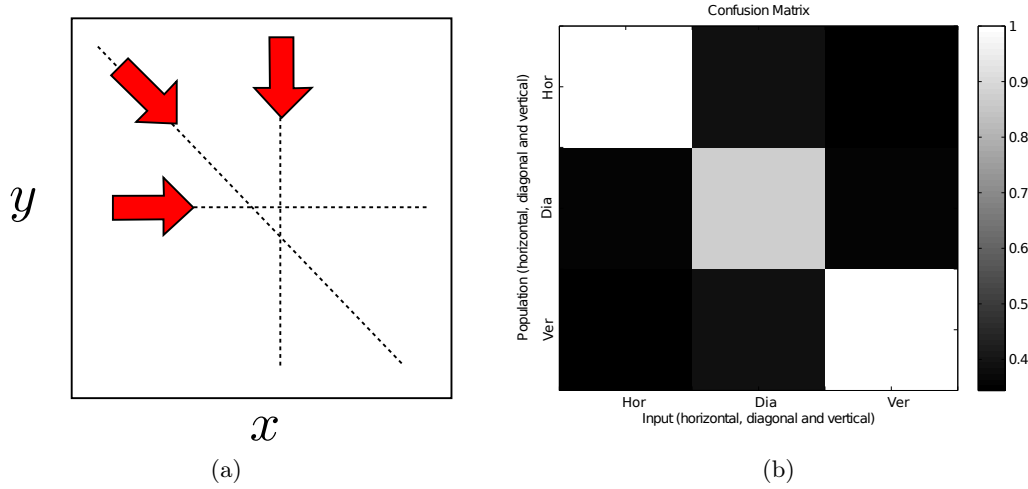 y
x
(a)
Confusion Matrix
Population (horizontal, diagonal and vertical)
Hor
Dia
Ver
Hor Dia Ver
Input (horizontal, diagonal and vertical)
1
0.9
0.8
0.7
0.6
0.5
0.4
(b)